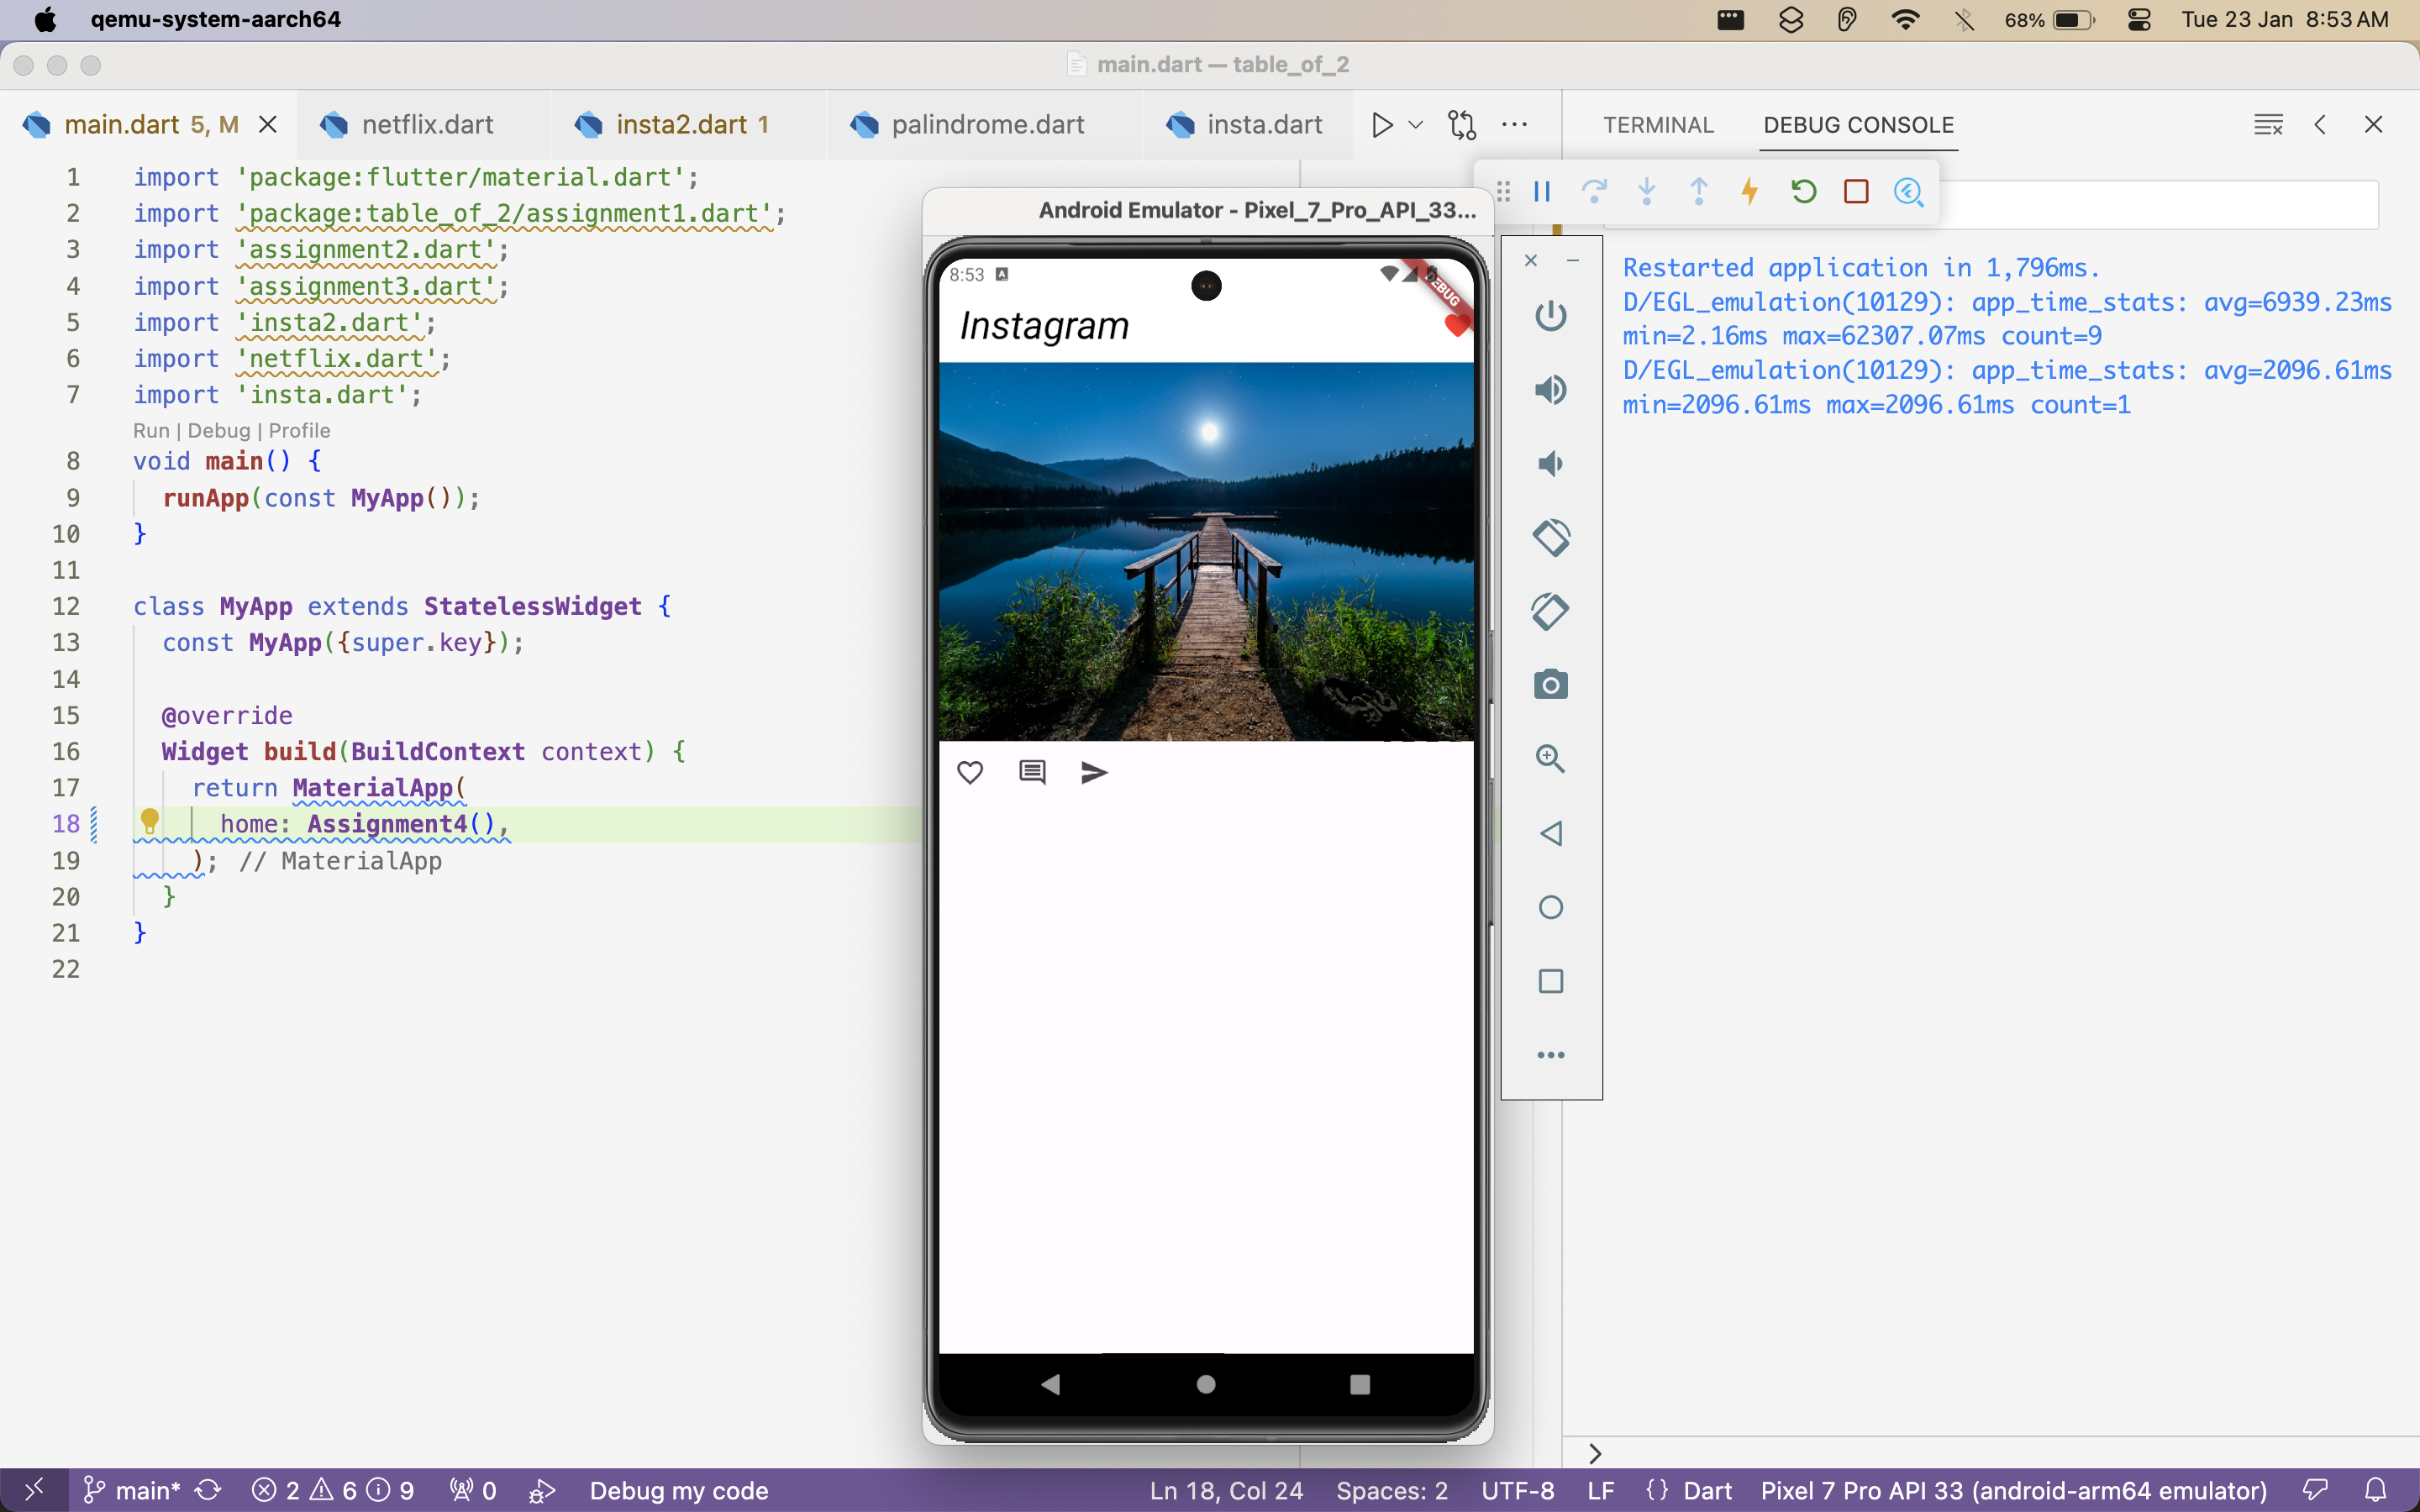 qemu-system-aarch64
68%
Tue 23 Jan 8:53 AM
main.dart — table_of_2
main.dart 5, M
netflix.dart
insta2.dart 1
palindrome.dart
insta.dart
TERMINAL
DEBUG CONSOLE
1 import 'package:flutter/material.dart';
2 import 'package:table_of_2/assignment1.dart';
3 import 'assignment2.dart';
4 import 'assignment3.dart';
5 import 'insta2.dart';
6 import 'netflix.dart';
7 import 'insta.dart';
Run | Debug | Profile
8 void main() {
9 runApp(const MyApp());
10 }
11
12 class MyApp extends StatelessWidget {
13 const MyApp({super.key});
14
15 @override
16 Widget build(BuildContext context) {
17 return MaterialApp(
18 home: Assignment4(),
19 ); // MaterialApp
20 }
21 }
22
Android Emulator - Pixel_7_Pro_API_33...
8:53
DEBUG
Instagram
Restarted application in 1,796ms.
D/EGL_emulation(10129): app_time_stats: avg=6939.23ms
min=2.16ms max=62307.07ms count=9
D/EGL_emulation(10129): app_time_stats: avg=2096.61ms
min=2096.61ms max=2096.61ms count=1
main*
2
6
9
0
Debug my code
Ln 18, Col 24
Spaces: 2
UTF-8
LF
{} Dart
Pixel 7 Pro API 33 (android-arm64 emulator)